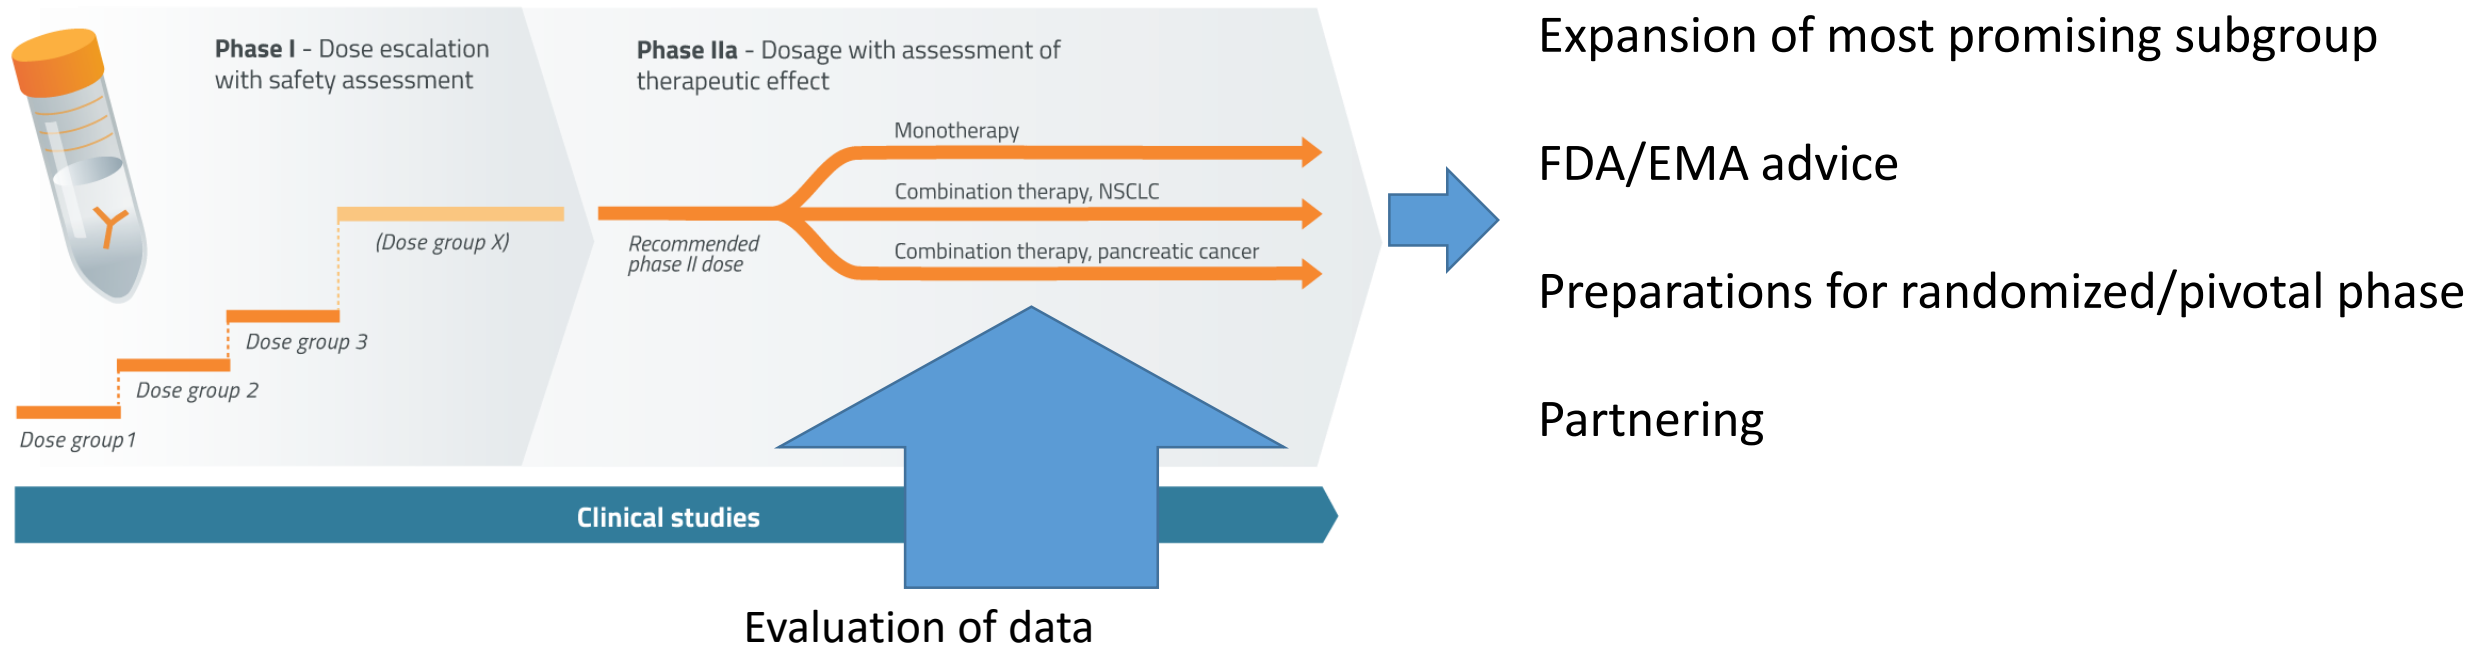 Phase I - Dose escalation
with safety assessment
Phase IIa - Dosage with assessment of
therapeutic effect
Monotherapy
Combination therapy, NSCLC
Combination therapy, pancreatic cancer
Recommended
phase II dose
(Dose group X)
Dose group 3
Dose group 2
Dose group 1
Clinical studies
Evaluation of data
Expansion of most promising subgroup
FDA/EMA advice
Preparations for randomized/pivotal phase
Partnering